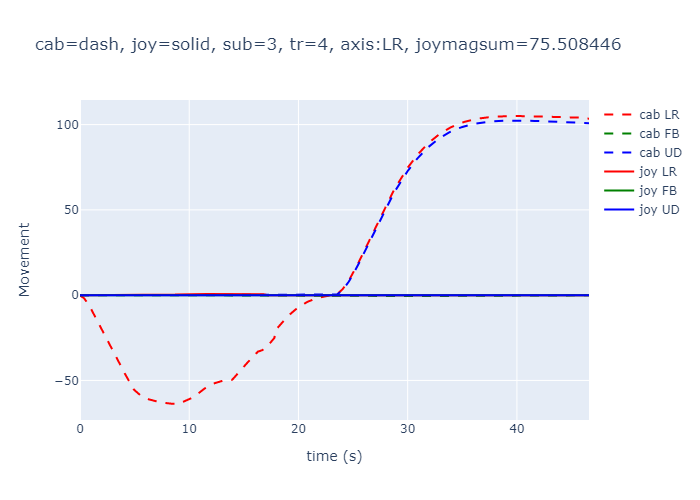 cab=dash, joy=solid, sub=3, tr=4, axis:LR, joymagsum=75.508446
cab LR
cab FB
cab UD
joy LR
joy FB
joy UD
100
50
0
−50
Movement
0
10
20
30
40
time (s)